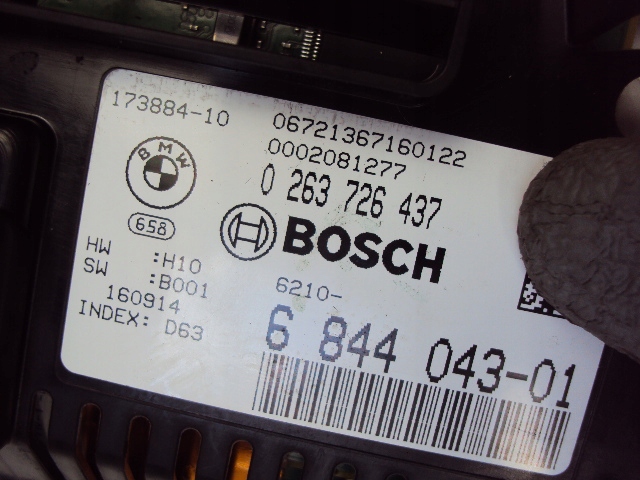 173884-10
06721367160122
0002081277
0 263 726 437
BMW
658
BOSCH
HW :H10
SW :B001
160914
INDEX: D63
6210-
6 844 043-01